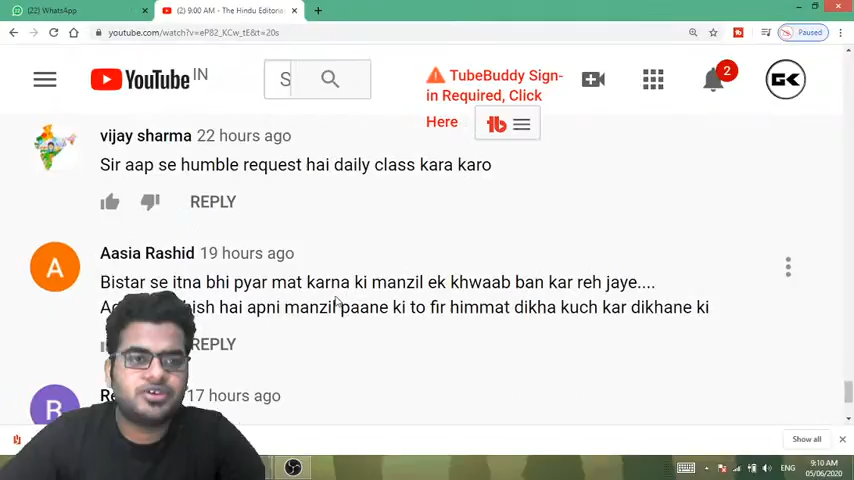 (22) WhatsApp
(2) 9:00 AM - The Hindu Editoria
youtube.com/watch?v=eP82_KCw_tE&t=20s
Paused
YouTube IN
S
TubeBuddy Sign-
in Required, Click
Here
2
GK
vijay sharma 22 hours ago
Sir aap se humble request hai daily class kara karo
REPLY
A
Aasia Rashid 19 hours ago
Bistar se itna bhi pyar mat karna ki manzil ek khwaab ban kar reh jaye....
hai apni manzil paane ki to fir himmat dikha kuch kar dikhane ki
REPLY
R
17 hours ago
Show all
ENG
9:10 AM
05/06/2020